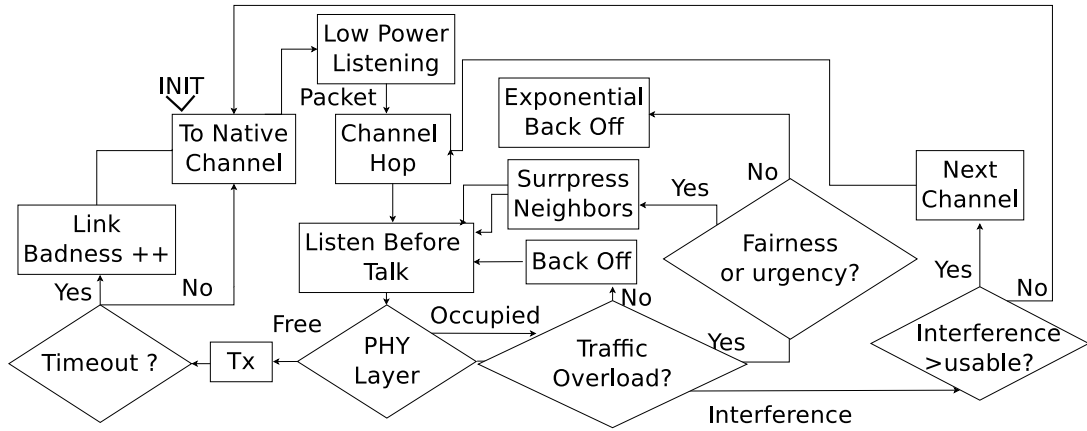 Low Power
Listening
Yes
INIT
Packet
To Native
Channel
Channel
Hop
Exponential
Back Off
No
Next
Channel
Surrpress
Neighbors
Yes
Link
Badness ++
Listen Before
Talk
Back Off
Fairness
or urgency?
Yes
No
Yes
No
No
Free
Occupied
Timeout ?
Tx
PHY
Layer
Traffic
Overload?
Yes
Interference
>usable?
Interference